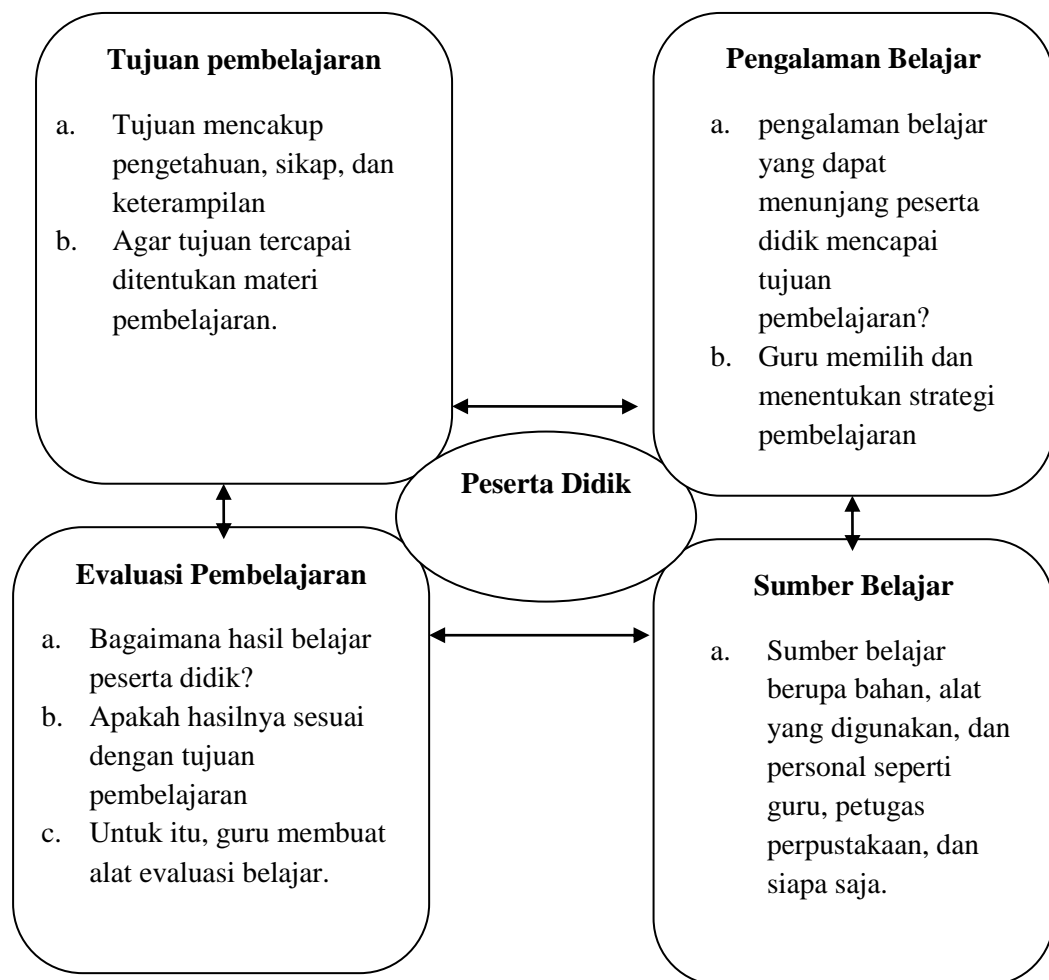 Tujuan pembelajaran
a. Tujuan mencakup
pengetahuan, sikap, dan
keterampilan
b. Agar tujuan tercapai
ditentukan materi
pembelajaran.
Pengalaman Belajar
a. pengalaman belajar
yang dapat
menunjang peserta
didik mencapai
tujuan
pembelajaran?
b. Guru memilih dan
menentukan strategi
pembelajaran
Peserta Didik
Evaluasi Pembelajaran
a. Bagaimana hasil belajar
peserta didik?
b. Apakah hasilnya sesuai
dengan tujuan
pembelajaran
c. Untuk itu, guru membuat
alat evaluasi belajar.
Sumber Belajar
a. Sumber belajar
berupa bahan, alat
yang digunakan, dan
personal seperti
guru, petugas
perpustakaan, dan
siapa saja.